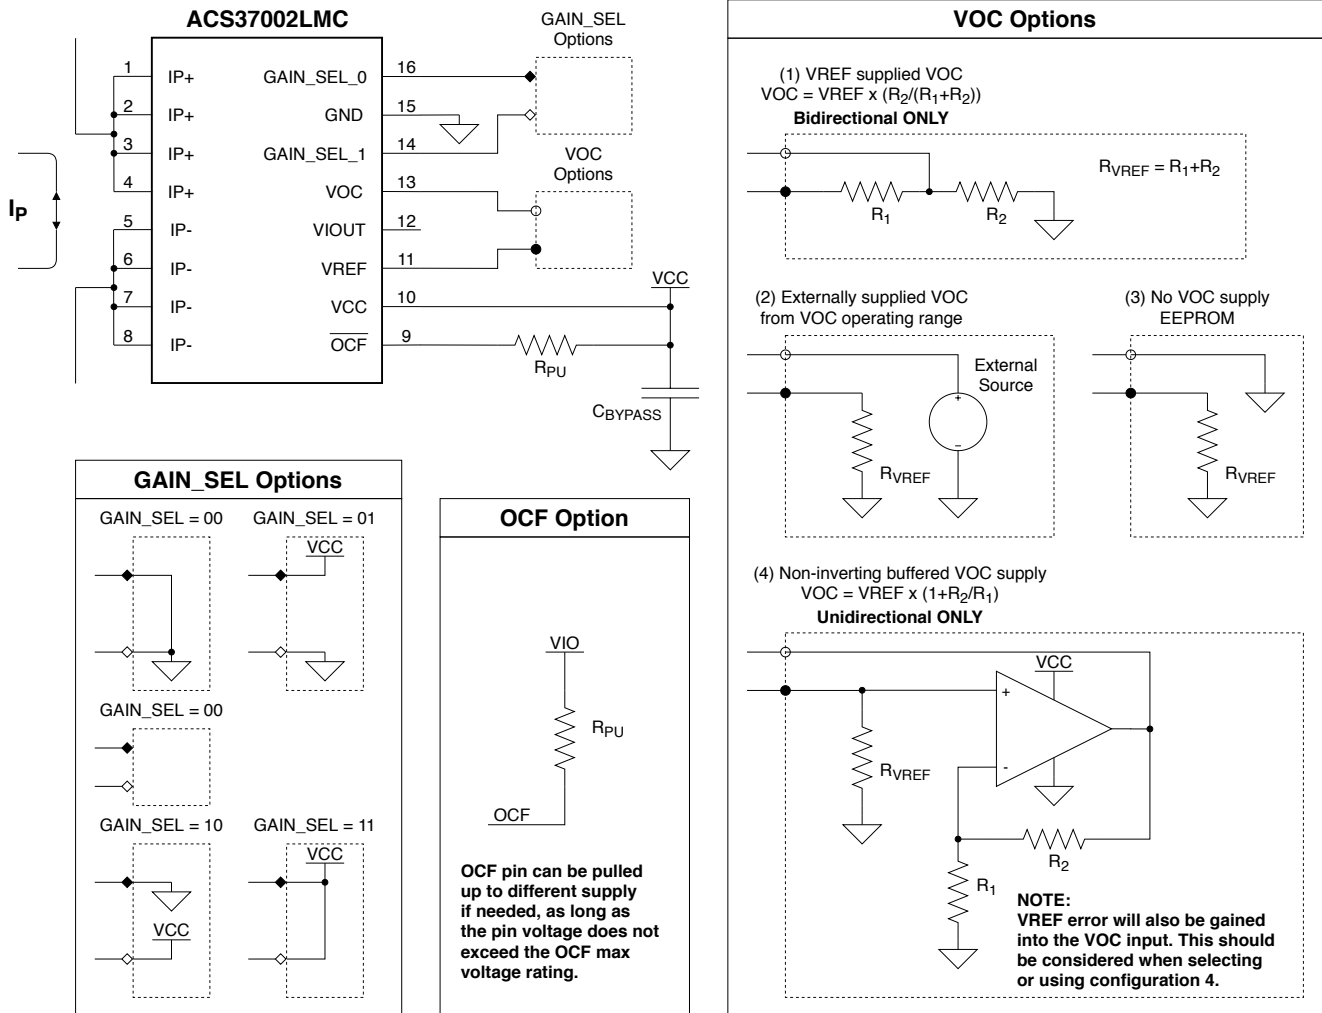 ACS37002LMC
GAIN_SEL
Options
1 IP+ GAIN_SEL_0 16
2 IP+ GND 15
3 IP+ GAIN_SEL_1 14
4 IP+ VOC 13
5 IP- VIOUT 12
6 IP- VREF 11
7 IP- VCC 10
8 IP- OCF 9
IP
VOC
Options
VCC
RPU
CBYPASS
GAIN_SEL Options
GAIN_SEL = 00
GAIN_SEL = 01
VCC
GAIN_SEL = 00
GAIN_SEL = 10
VCC
GAIN_SEL = 11
VCC
OCF Option
VIO
RPU
OCF
OCF pin can be pulled
up to different supply
if needed, as long as
the pin voltage does not
exceed the OCF max
voltage rating.
VOC Options
(1) VREF supplied VOC
VOC = VREF x (R2/(R1+R2))
Bidirectional ONLY
RVREF = R1+R2
R1
R2
(2) Externally supplied VOC
from VOC operating range
External
Source
+
-
RVREF
(3) No VOC supply
EEPROM
RVREF
(4) Non-inverting buffered VOC supply
VOC = VREF x (1+R2/R1)
Unidirectional ONLY
VCC
+
-
RVREF
R2
R1
NOTE:
VREF error will also be gained
into the VOC input. This should
be considered when selecting
or using configuration 4.